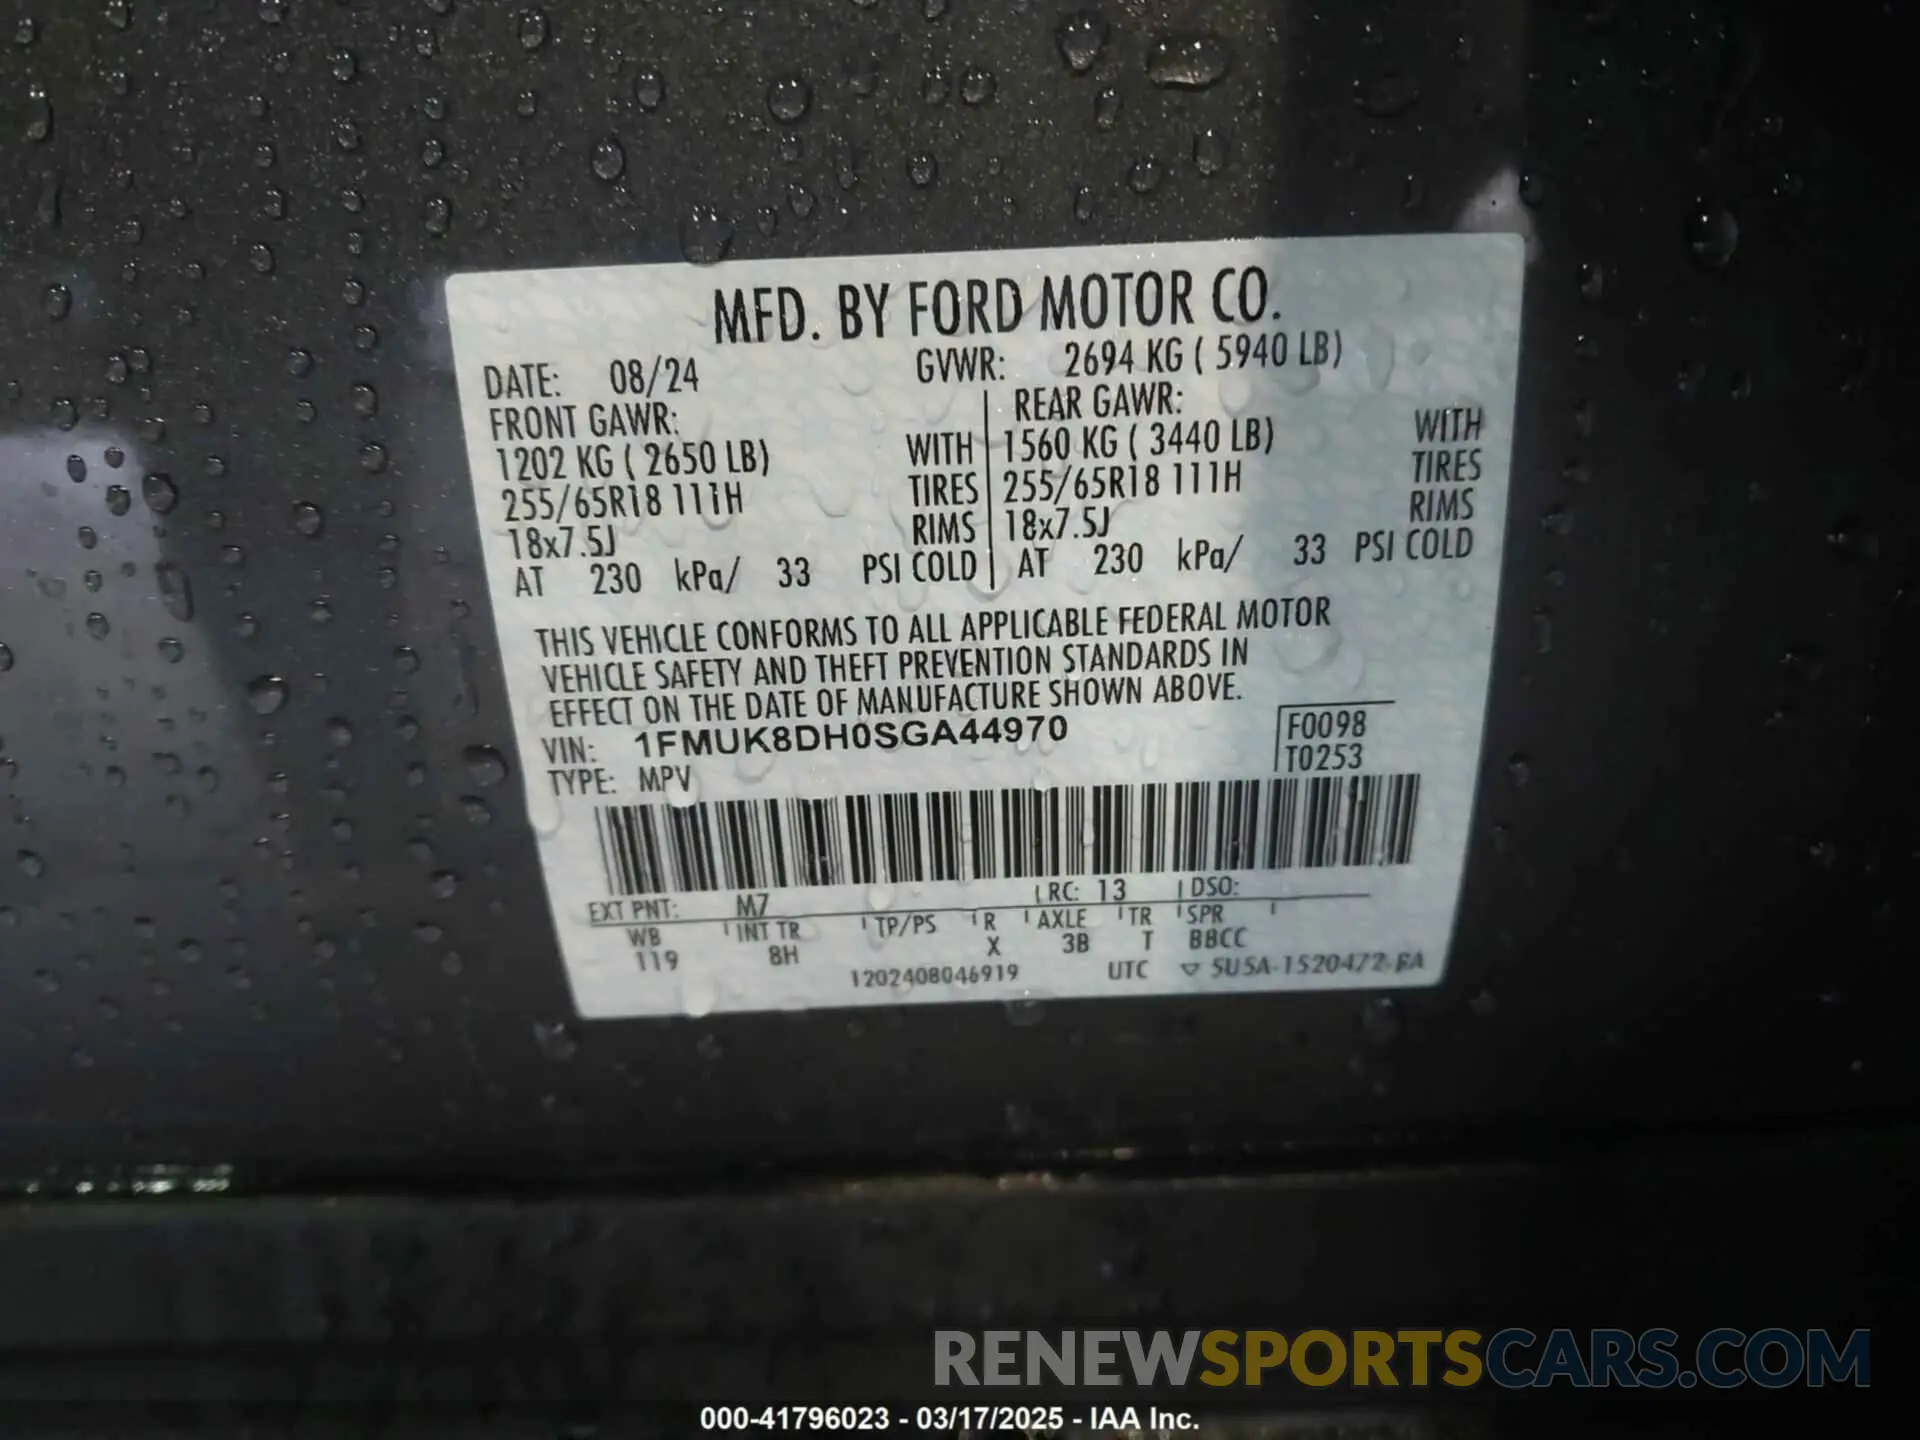 MFD. BY FORD MOTOR CO.
DATE: 08/24 GVWR: 2694 KG ( 5940 LB)
FRONT GAWR: REAR GAWR:
1202 KG ( 2650 LB) WITH 1560 KG ( 3440 LB) WITH
255/65R18 111H TIRES 255/65R18 111H TIRES
18x7.5J RIMS 18x7.5J RIMS
AT 230 kPa/ 33 PSI COLD AT 230 kPa/ 33 PSI COLD
THIS VEHICLE CONFORMS TO ALL APPLICABLE FEDERAL MOTOR
VEHICLE SAFETY AND THEFT PREVENTION STANDARDS IN
EFFECT ON THE DATE OF MANUFACTURE SHOWN ABOVE.
VIN: 1FMUK8DH0SGA44970 F0098
TYPE: MPV T0253
EXT PNT: M7 RC: 13 DSO:
WB INT TR TP/PS R AXLE TR SPR
119 8H X 3B T BBCC
1202408046919 UTC ▽ 5U5A-1520472-BA
RENEWSPORTSCARS.COM
000-41796023 - 03/17/2025 - IAA Inc.